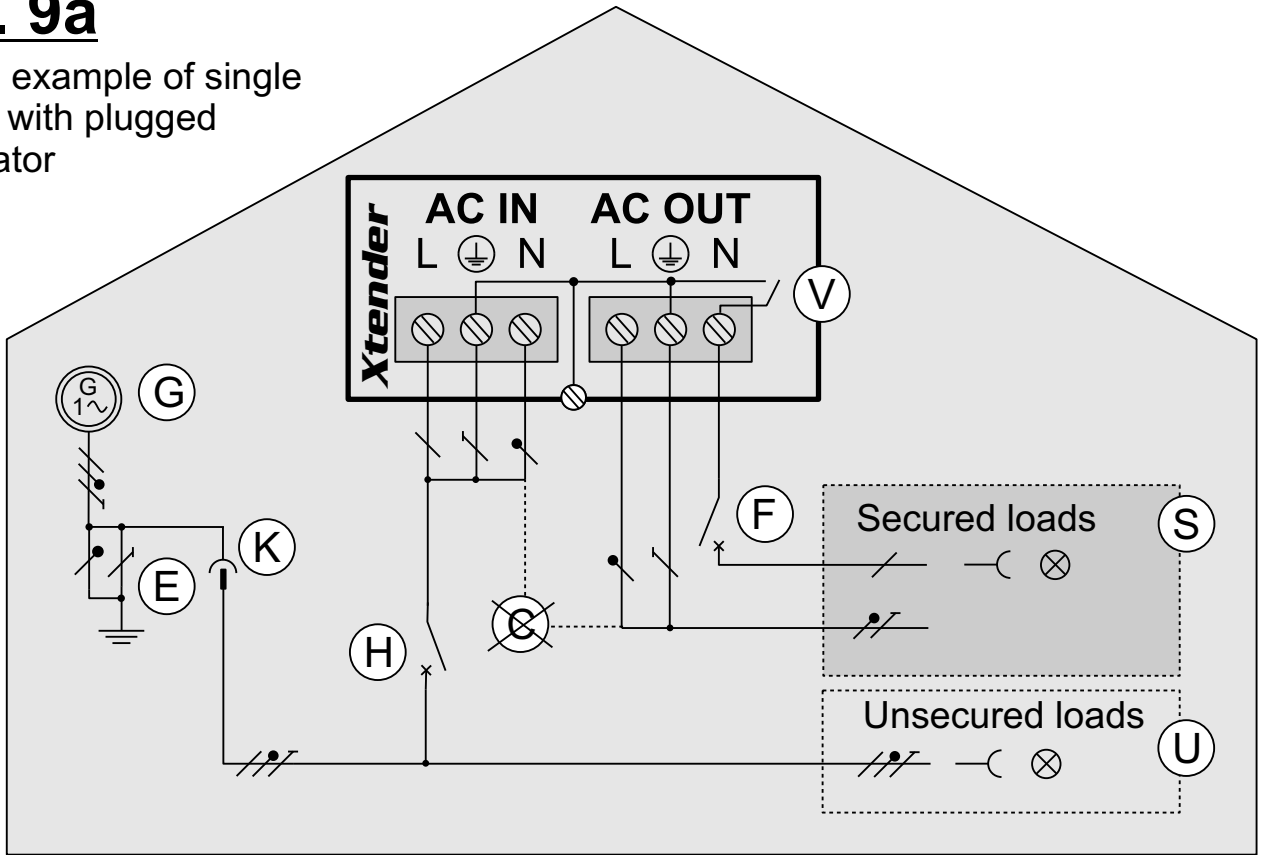 . 9a
example of single
with plugged
ator
Xtender
AC IN AC OUT
L N L N
V
G
1~
G
K
E
F
Secured loads
S
C
H
Unsecured loads
U